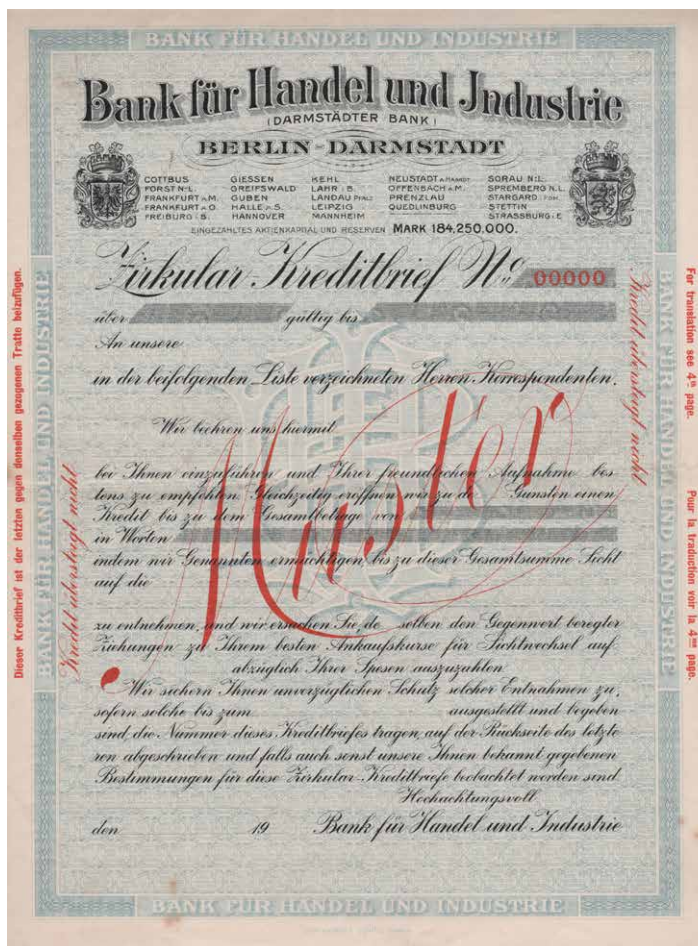 BANK FÜR HANDEL UND INDUSTRIE
Bank für Handel und Jndustrie
(DARMSTÄDTER BANK)
BERLIN-DARMSTADT
COTTBUS GIESSEN KEHL NEUSTADT A. HAARDT SORAU N:L.
FORST N:L. GREIFSWALD LAHR i. B. OFFENBACH A.M. SPREMBERG N.L.
FRANKFURT A.M. GUBEN LANDAU PFALZ PRENZLAU STARGARD i. POM.
FRANKFURT A.O. HALLE A. S. LEIPZIG QUEDLINBURG STETTIN
FREIBURG i. B. HANNOVER MANNHEIM STRASSBURG i. E
EINGEZAHLTES AKTIENKAPITAL UND RESERVEN MARK 184.250.000.
Zirkular-Kreditbrief No. 00000
über gültig bis
An unsere
in der beifolgenden Liste verzeichneten Herren Korrespondenten.
Wir beehren uns hiermit
bei Ihnen einzuführen und Ihrer freundlichen Aufnahme bes-
tens zu empfehlen. Gleichzeitig eröffnen wir zu de Gunsten einen
Kredit bis zu dem Gesamtbetrage von
in Worten
indem wir Genannten ermächtigen, bis zu dieser Gesamtsumme Sicht
auf die
zu entnehmen, und wir ersuchen Sie, de selben den Gegenwert beregter
Ziehungen zu Ihrem besten Ankaufskurse für Sichtwechsel auf
abzüglich Ihrer Spesen auszuzahlen
Wir sichern Ihnen unverzüglichen Schutz solcher Entnahmen zu,
sofern solche bis zum ausgestellt und begeben
sind, die Nummer dieses Kreditbriefes tragen, auf der Rückseite des letzte-
ren abgeschrieben und falls auch sonst unsere Ihnen bekannt gegebenen
Bestimmungen für diese Zirkular-Kreditbriefe beobachtet worden sind.
Hochachtungsvoll
den 19 Bank für Handel und Industrie
Muster
Dieser Kreditbrief ist der letzten gegen denselben gezogenen Tratte beizufügen.
Kredit übersteigt nicht
BANK FÜR HANDEL UND INDUSTRIE
Kredit übersteigt nicht
BANK FÜR HANDEL UND INDUSTRIE
For translation see 4th page.
Pour la traduction voir la 4me page.
BANK FÜR HANDEL UND INDUSTRIE